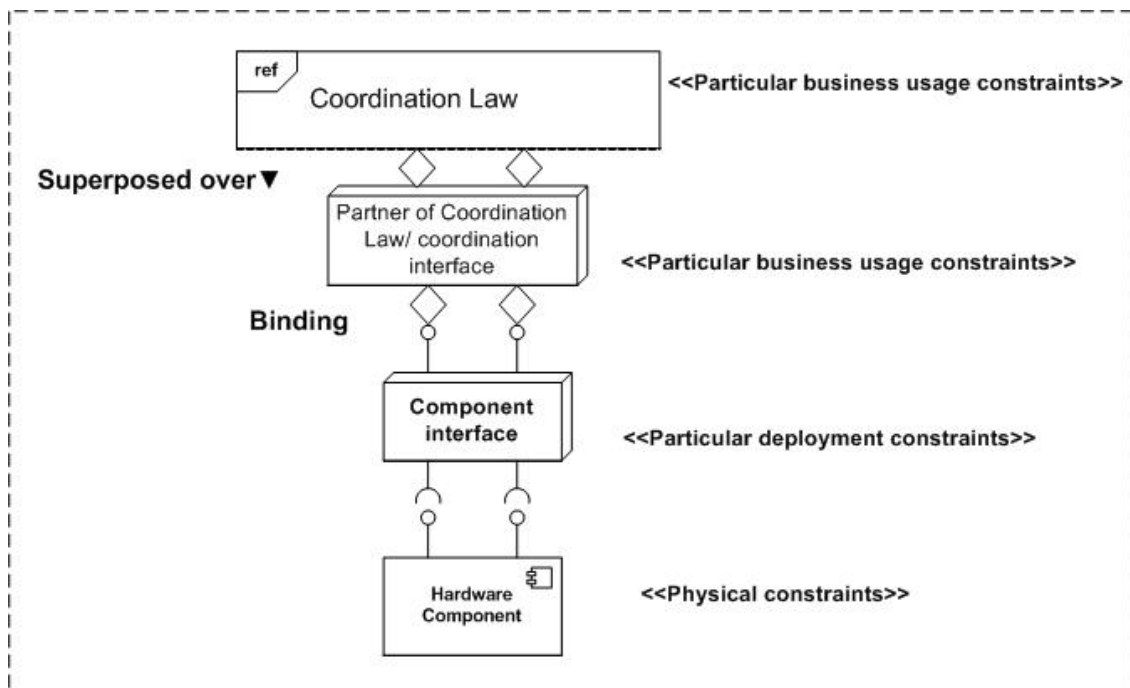 ref
Coordination Law
<<Particular business usage constraints>>
Superposed over▼
Partner of Coordination
Law/ coordination
interface
<<Particular business usage constraints>>
Binding
Component
interface
<<Particular deployment constraints>>
Hardware
Component
<<Physical constraints>>